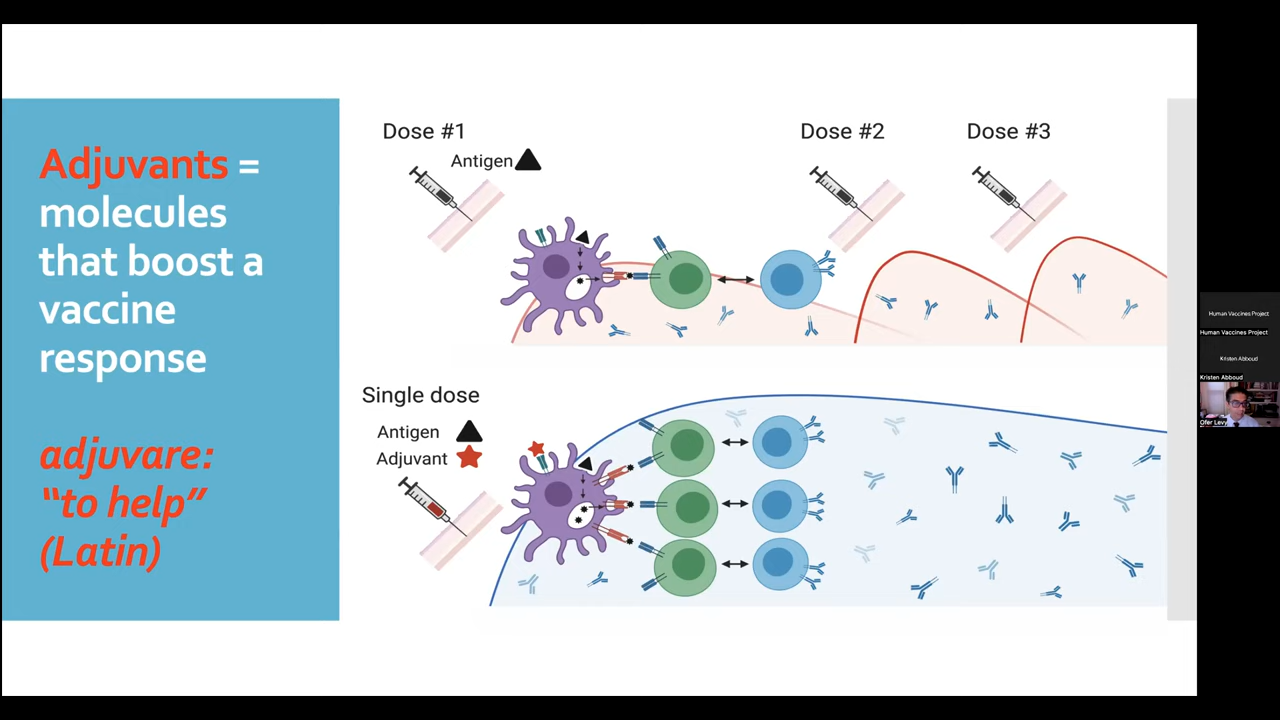 Adjuvants =
molecules
that boost a
vaccine
response
adjuvare:
“to help”
(Latin)
Dose #1
Antigen
Dose #2
Dose #3
Single dose
Antigen
Adjuvant
Human Vaccines Project
Human Vaccines Project
Kristen Abboud
Kristen Abboud
Ofer Levy